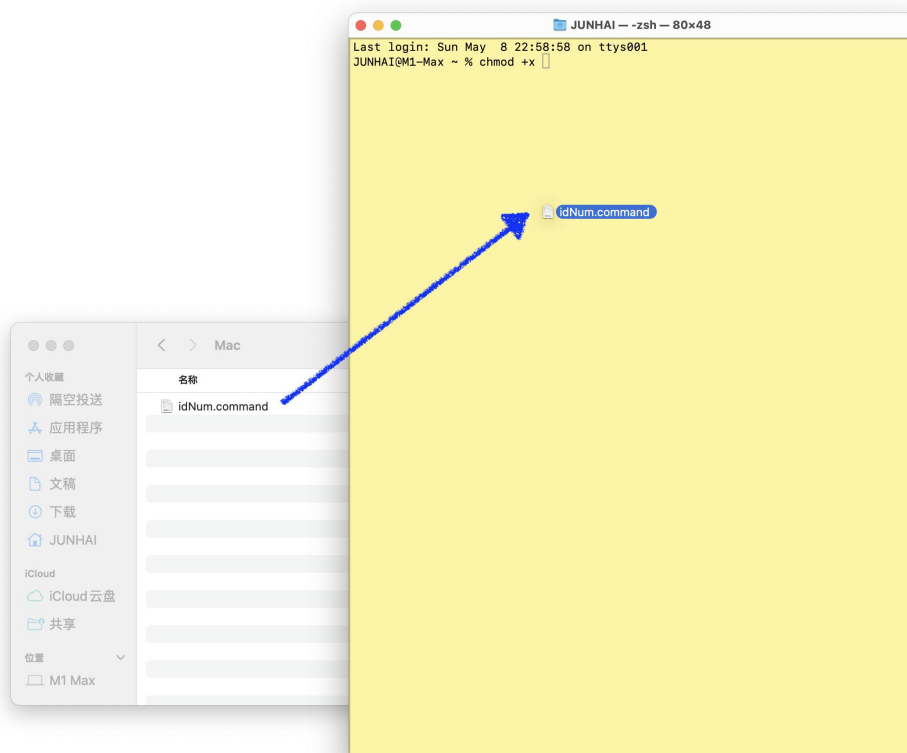 JUNHAI — -zsh — 80×48
Last login: Sun May  8 22:58:58 on ttys001
JUNHAI@M1-Max ~ % chmod +x
idNum.command
Mac
个人收藏
名称
隔空投送
idNum.command
应用程序
桌面
文稿
下载
JUNHAI
iCloud
iCloud云盘
共享
位置
M1 Max